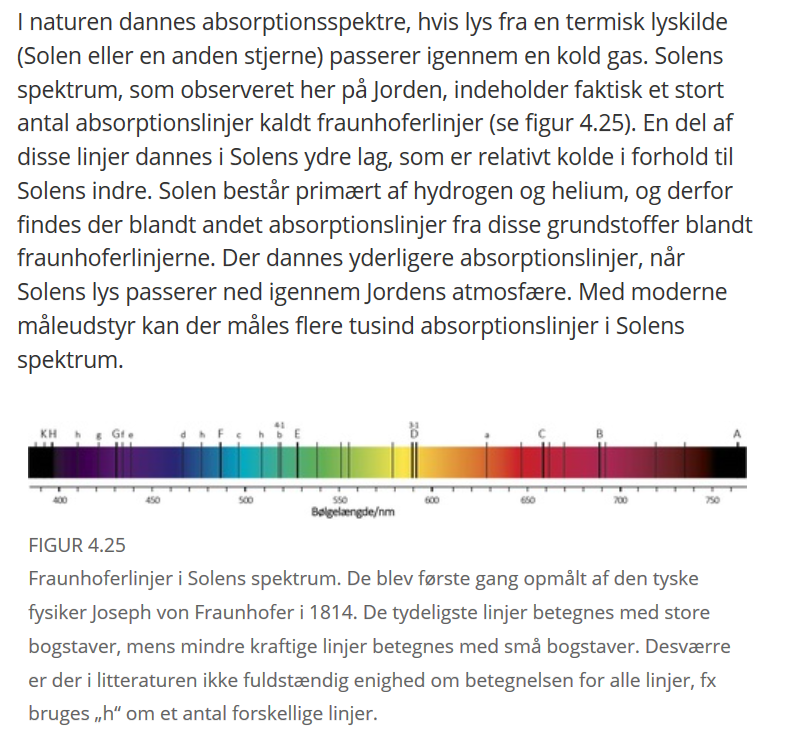 I naturen dannes absorptionsspektre, hvis lys fra en termisk lyskilde
(Solen eller en anden stjerne) passerer igennem en kold gas. Solens
spektrum, som observeret her på Jorden, indeholder faktisk et stort
antal absorptionslinjer kaldt fraunhoferlinjer (se figur 4.25). En del af
disse linjer dannes i Solens ydre lag, som er relativt kolde i forhold til
Solens indre. Solen består primært af hydrogen og helium, og derfor
findes der blandt andet absorptionslinjer fra disse grundstoffer blandt
fraunhoferlinjerne. Der dannes yderligere absorptionslinjer, når
Solens lys passerer ned igennem Jordens atmosfære. Med moderne
måleudstyr kan der måles flere tusind absorptionslinjer i Solens
spektrum.
4-1 3-1
KH h g Gf e d h F c h b E D a C B A
400 450 500 550 600 650 700 750
Bølgelængde/nm
FIGUR 4.25
Fraunhoferlinjer i Solens spektrum. De blev første gang opmålt af den tyske
fysiker Joseph von Fraunhofer i 1814. De tydeligste linjer betegnes med store
bogstaver, mens mindre kraftige linjer betegnes med små bogstaver. Desværre
er der i litteraturen ikke fuldstændig enighed om betegnelsen for alle linjer, fx
bruges „h“ om et antal forskellige linjer.